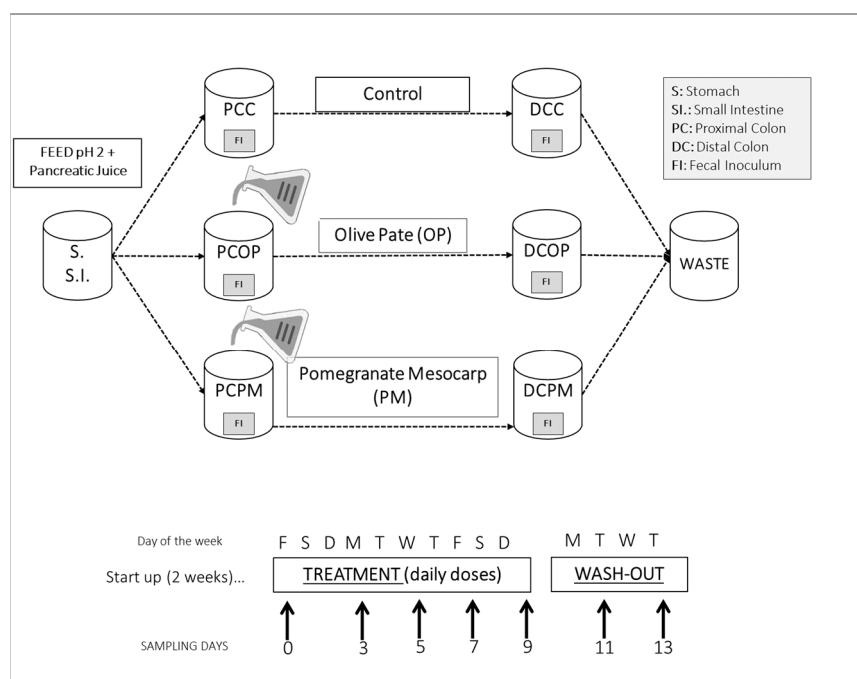 PCC
FI
Control
DCC
FI
S: Stomach
SI.: Small Intestine
PC: Proximal Colon
DC: Distal Colon
FI: Fecal Inoculum
FEED pH 2 +
Pancreatic Juice
S.
S.I.
PCOP
FI
Olive Pate (OP)
DCOP
FI
WASTE
PCPM
FI
Pomegranate Mesocarp
(PM)
DCPM
FI
Day of the week F S D M T W T F S D M T W T
Start up (2 weeks)... TREATMENT (daily doses) WASH-OUT
SAMPLING DAYS 0 3 5 7 9 11 13